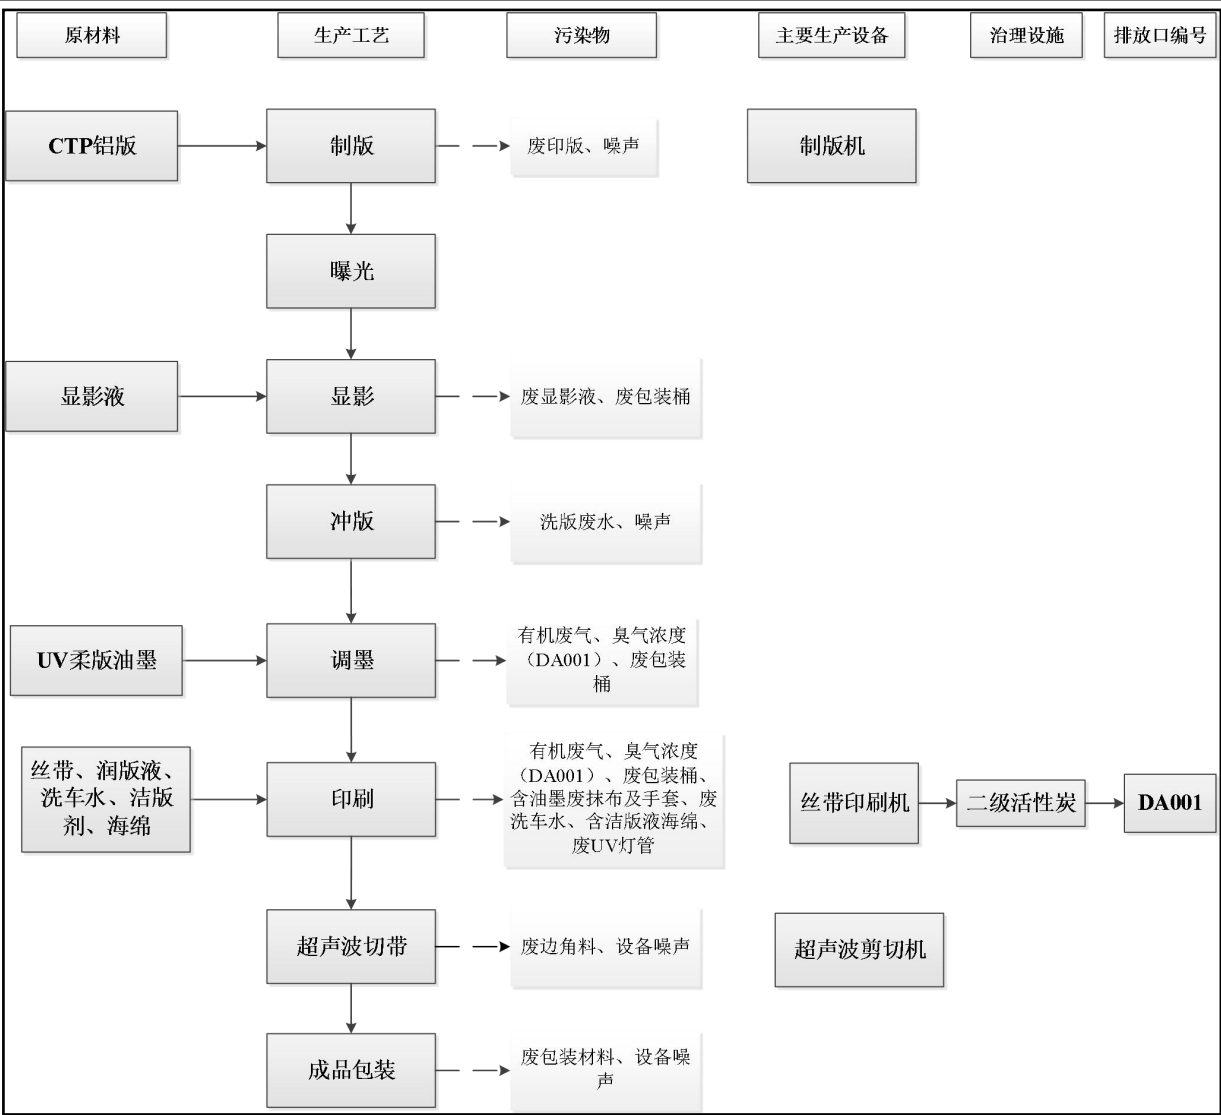 原材料
生产工艺
污染物
主要生产设备
治理设施
排放口编号
CTP铝版
制版
废印版、噪声
制版机
曝光
显影液
显影
废显影液、废包装桶
冲版
洗版废水、噪声
UV柔版油墨
调墨
有机废气、臭气浓度
（DA001）、废包装
桶
丝带、润版液、
洗车水、洁版
剂、海绵
印刷
有机废气、臭气浓度
（DA001）、废包装桶、
含油墨废抹布及手套、废
洗车水、含洁版液海绵、
废UV灯管
丝带印刷机
二级活性炭
DA001
超声波切带
废边角料、设备噪声
超声波剪切机
成品包装
废包装材料、设备噪
声